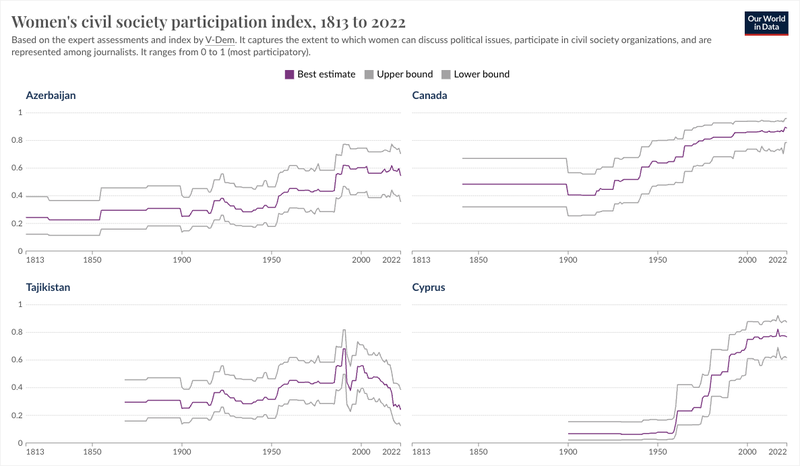 Women's civil society participation index, 1813 to 2022
Our World
in Data
Based on the expert assessments and index by V-Dem. It captures the extent to which women can discuss political issues, participate in civil society organizations, and are
represented among journalists. It ranges from 0 to 1 (most participatory).
Best estimate Upper bound Lower bound
Azerbaijan
1
0.8
0.6
0.4
0.2
0
1813 1850 1900 1950 2000 2022
Canada
1813 1850 1900 1950 2000 2022
Tajikistan
1
0.8
0.6
0.4
0.2
0
1813 1850 1900 1950 2000 2022
Cyprus
1813 1850 1900 1950 2000 2022